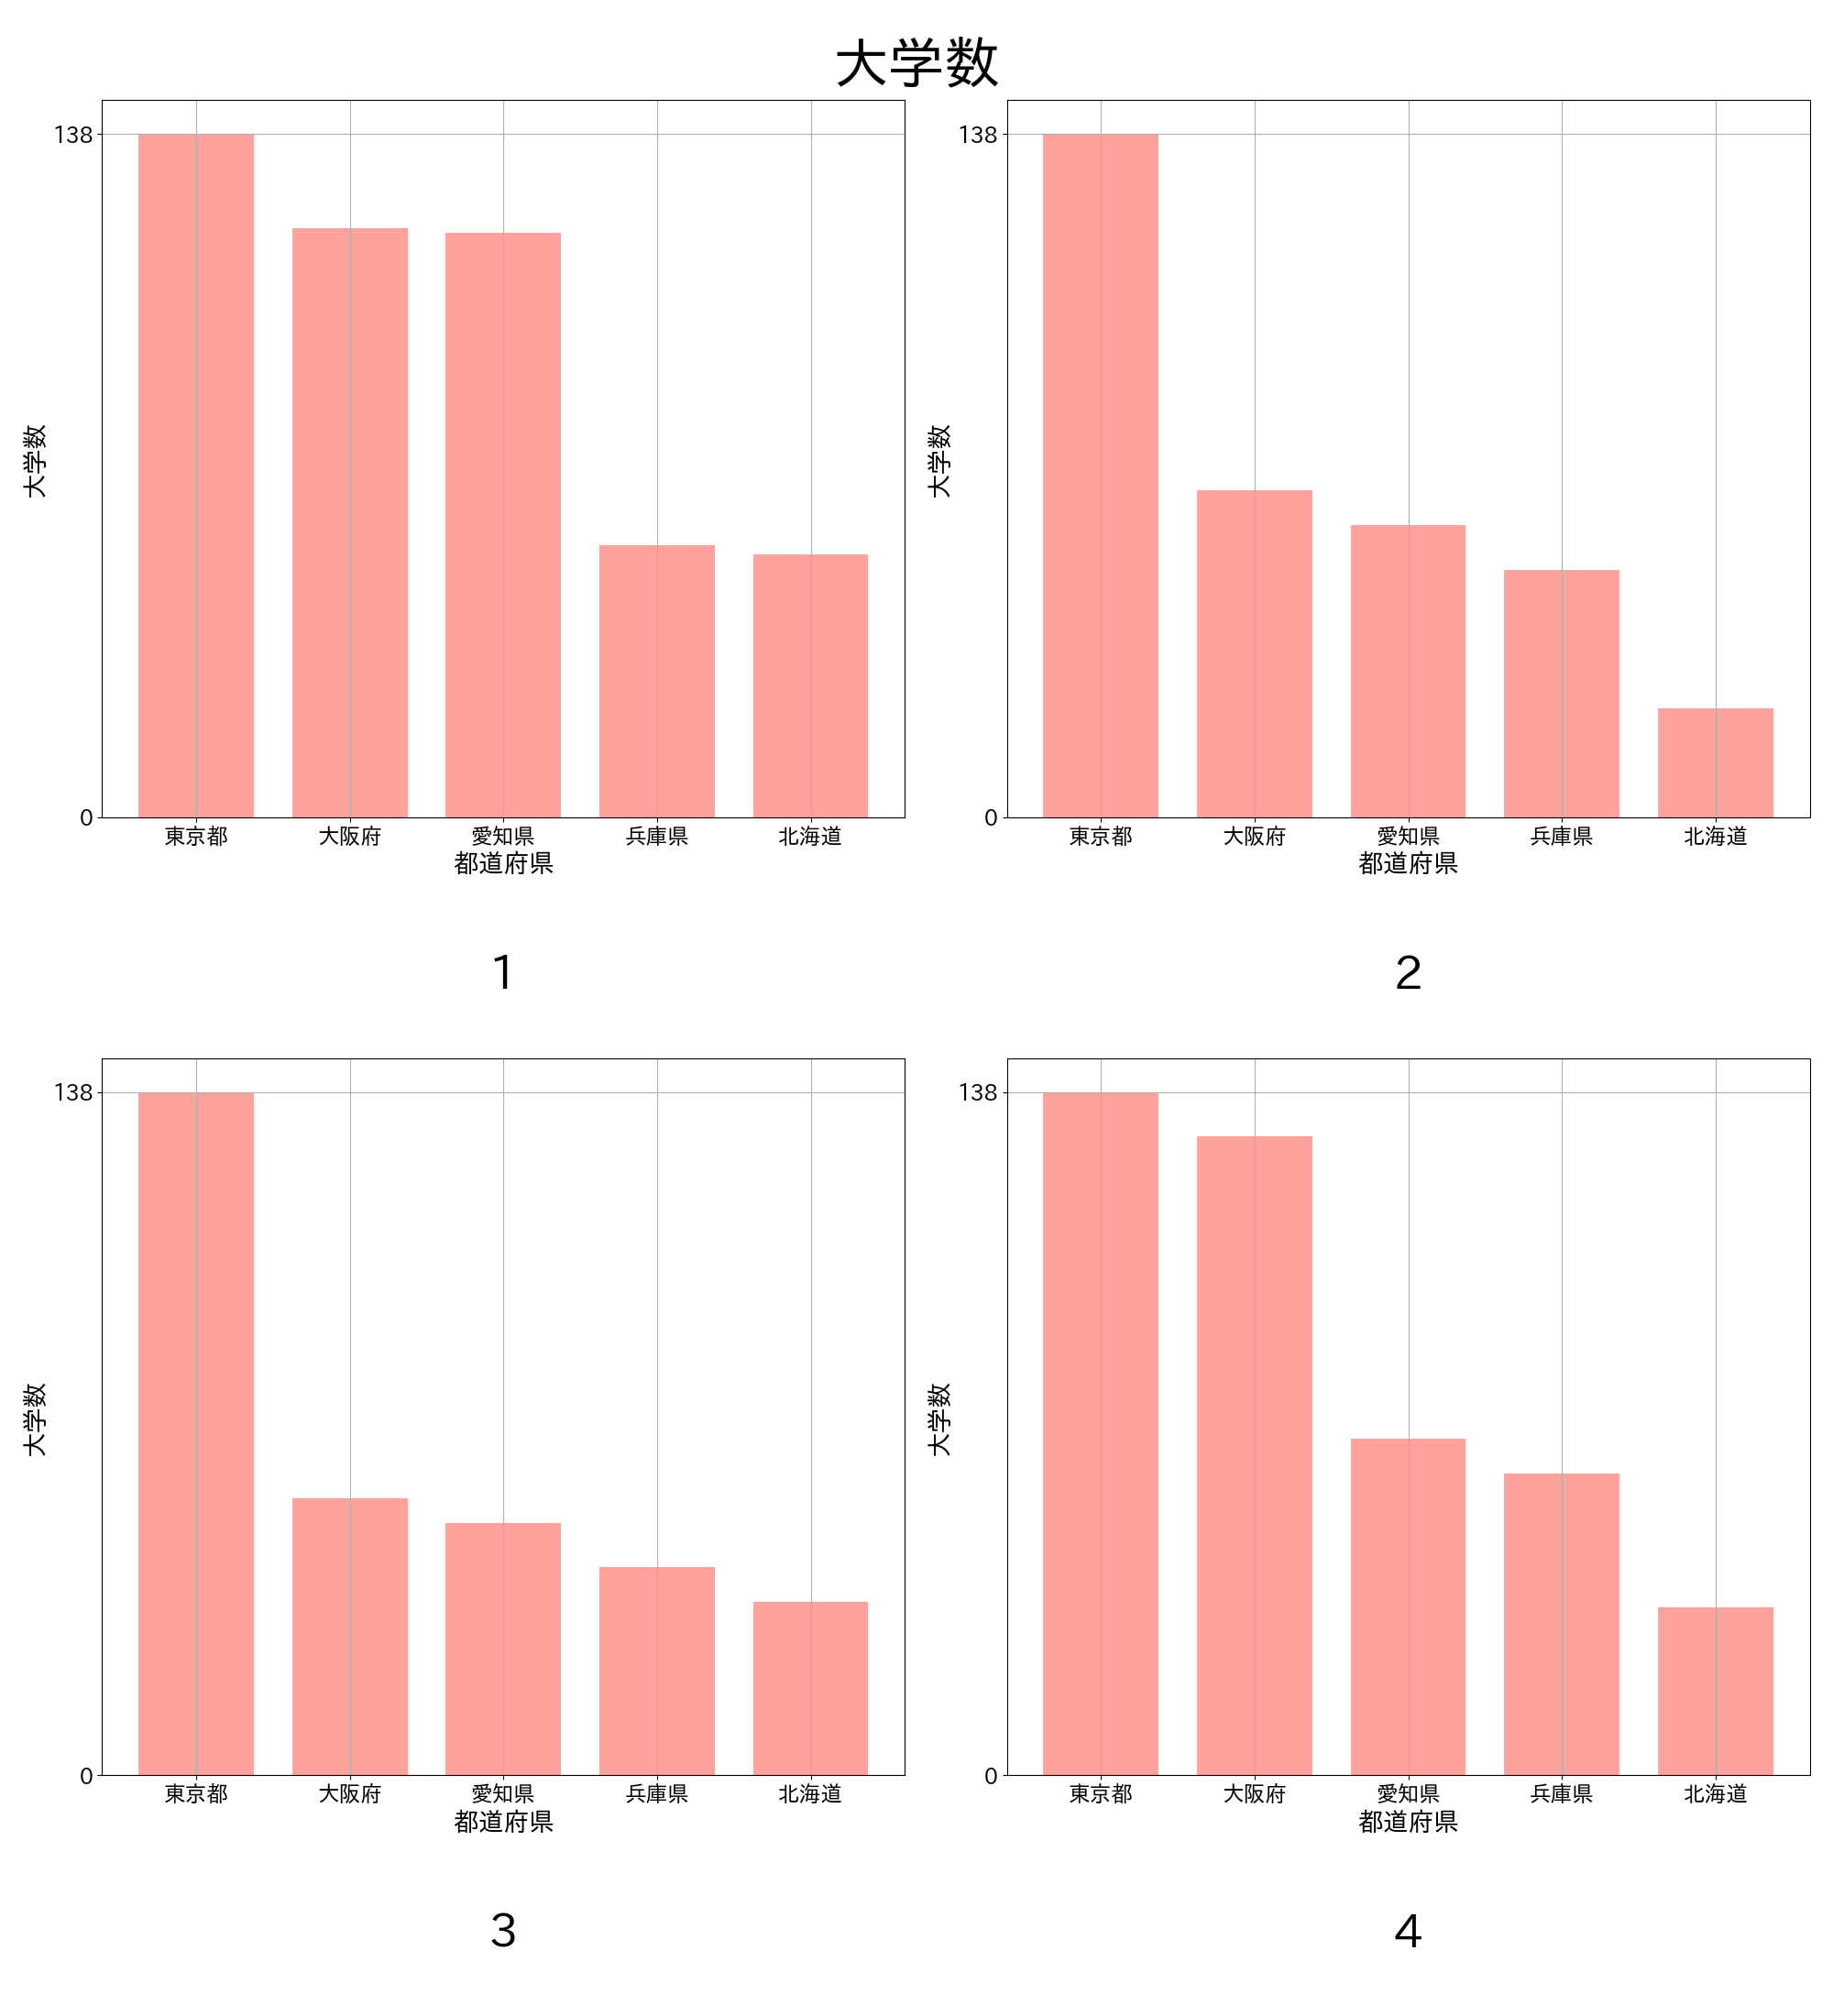 大学数
138
0
大学数
東京都 大阪府 愛知県 兵庫県 北海道
都道府県
1
138
0
大学数
東京都 大阪府 愛知県 兵庫県 北海道
都道府県
2
138
0
大学数
東京都 大阪府 愛知県 兵庫県 北海道
都道府県
3
138
0
大学数
東京都 大阪府 愛知県 兵庫県 北海道
都道府県
4